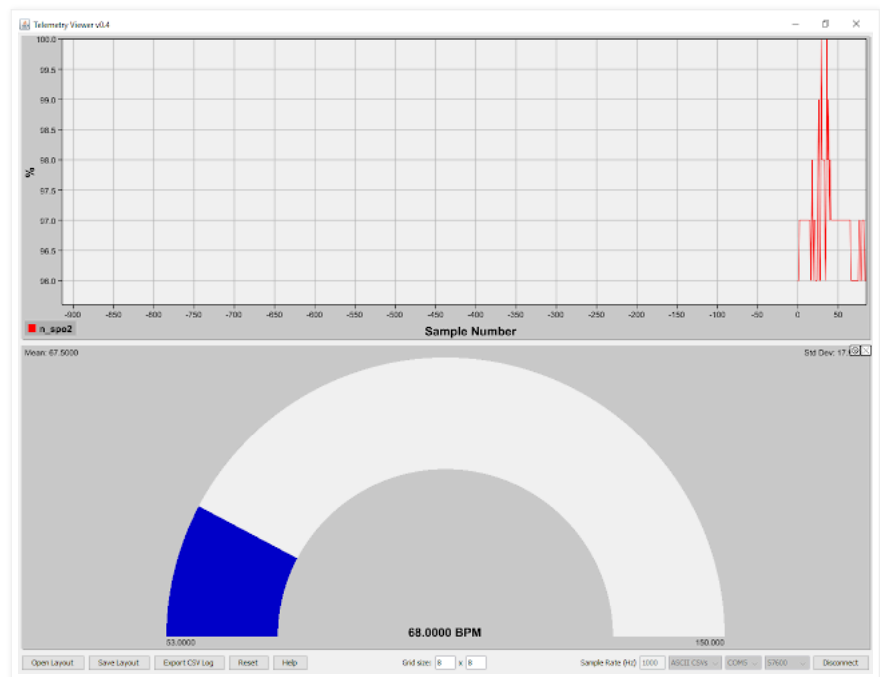 Telemetry Viewer v0.4
100.0
99.5
99.0
98.5
98.0
97.5
97.0
96.5
96.0
%
-900 -850 -800 -750 -700 -650 -600 -550 -500 -450 -400 -350 -300 -250 -200 -150 -100 -50 0 50
n_spo2
Sample Number
Mean: 67.5000 Std Dev: 17.
68.0000 BPM
53.0000 150.000
Open Layout Save Layout Export CSV Log Reset Help Grid size: 8 x 8 Sample Rate (Hz) 1000 ASCII CSVs COM6 57600 Disconnect